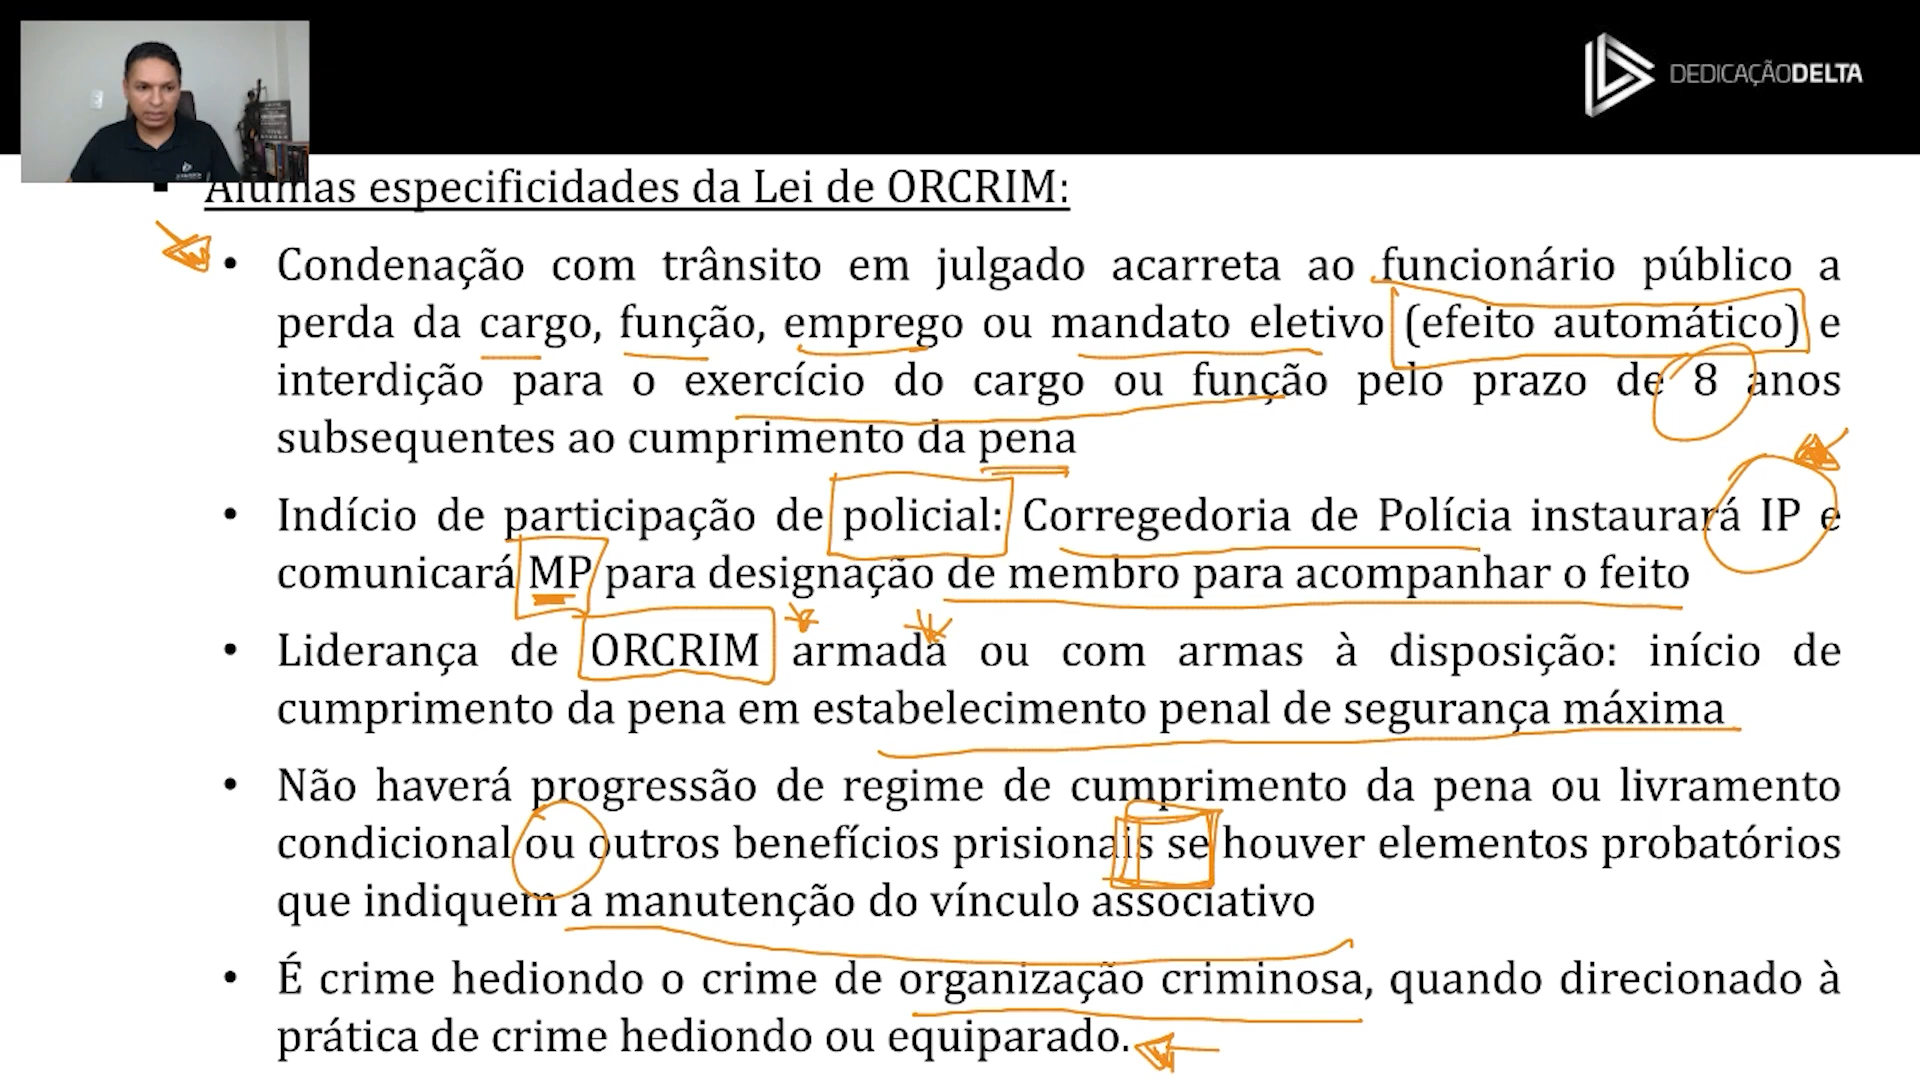 DEDICAÇÃODELTA
Alumas especificidades da Lei de ORCRIM:
• Condenação com trânsito em julgado acarreta ao funcionário público a
perda da cargo, função, emprego ou mandato eletivo (efeito automático) e
interdição para o exercício do cargo ou função pelo prazo de 8 anos
subsequentes ao cumprimento da pena
• Indício de participação de policial: Corregedoria de Polícia instaurará IP e
comunicará MP para designação de membro para acompanhar o feito
• Liderança de ORCRIM armada ou com armas à disposição: início de
cumprimento da pena em estabelecimento penal de segurança máxima
• Não haverá progressão de regime de cumprimento da pena ou livramento
condicional ou outros benefícios prisionais se houver elementos probatórios
que indiquem a manutenção do vínculo associativo
• É crime hediondo o crime de organização criminosa, quando direcionado à
prática de crime hediondo ou equiparado.